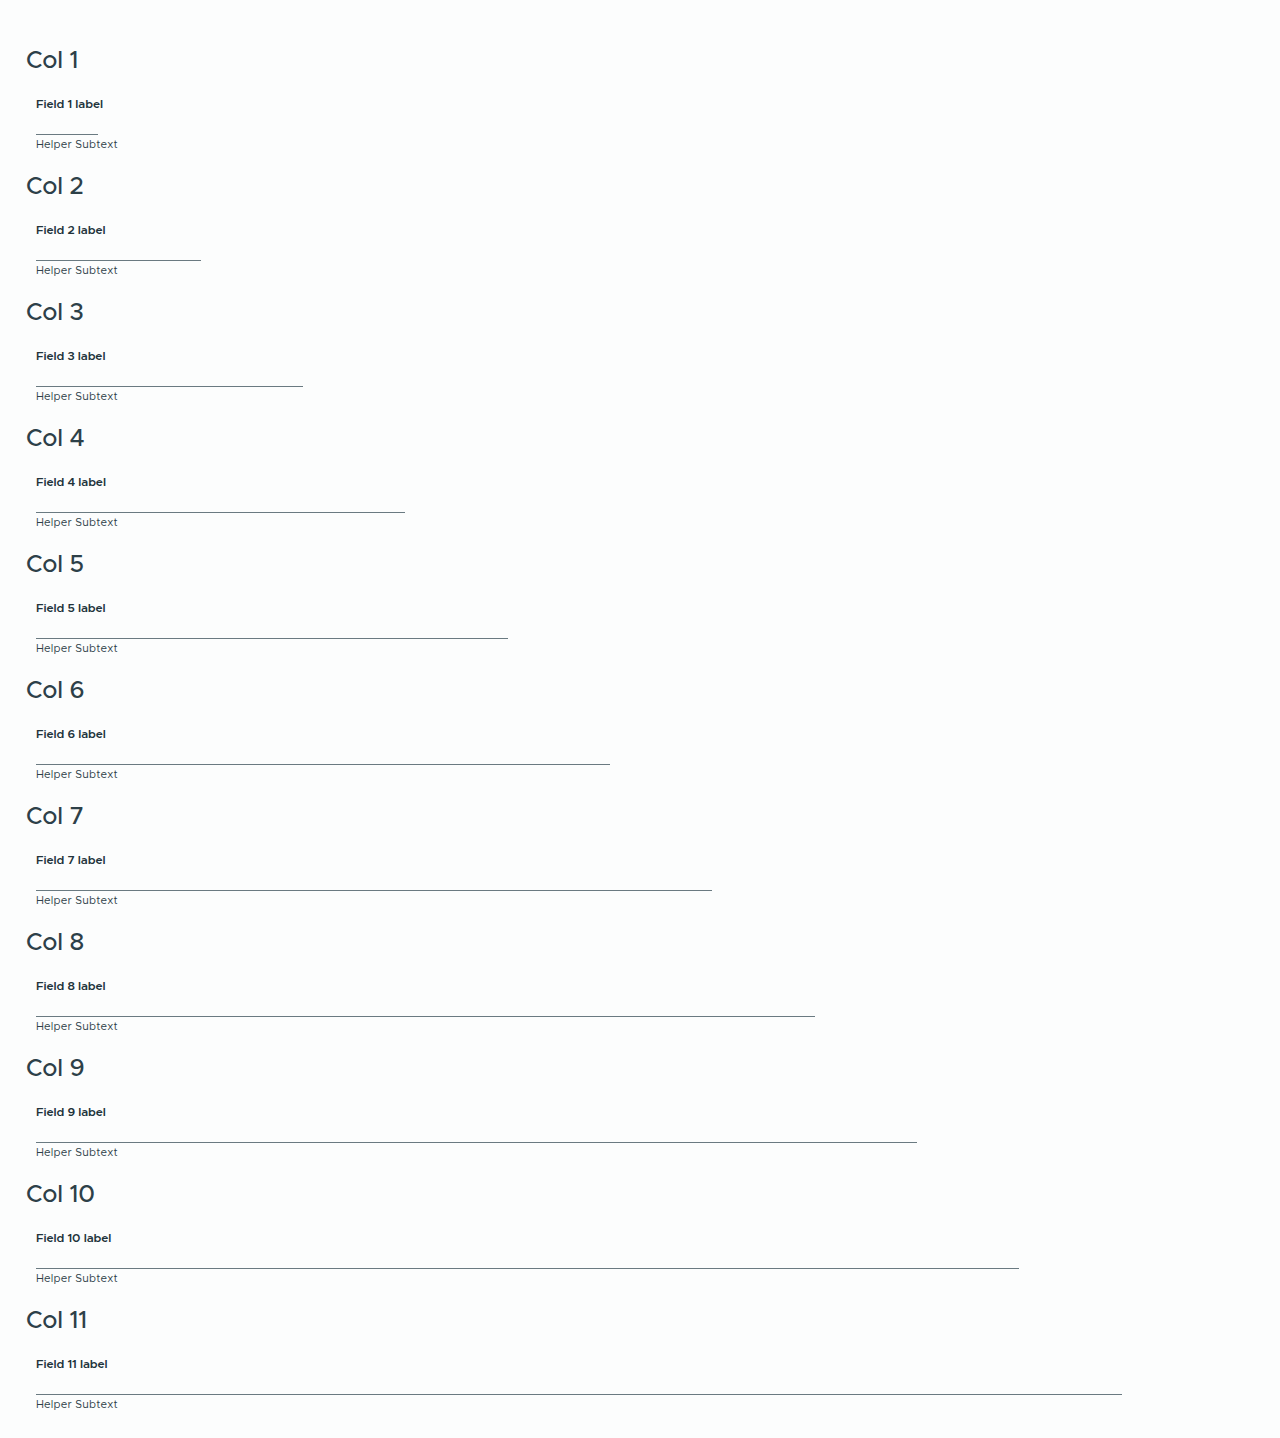 Col 1
Field 1 label
Helper Subtext
Col 2
Field 2 label
Helper Subtext
Col 3
Field 3 label
Helper Subtext
Col 4
Field 4 label
Helper Subtext
Col 5
Field 5 label
Helper Subtext
Col 6
Field 6 label
Helper Subtext
Col 7
Field 7 label
Helper Subtext
Col 8
Field 8 label
Helper Subtext
Col 9
Field 9 label
Helper Subtext
Col 10
Field 10 label
Helper Subtext
Col 11
Field 11 label
Helper Subtext